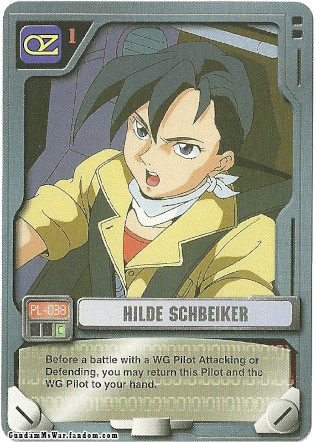 OZ 1
PL-038
HILDE SCHBEIKER
C
Before a battle with a WG Pilot Attacking or
Defending, you may return this Pilot and the
WG Pilot to your hand.
GundamMsWar.fandom.com